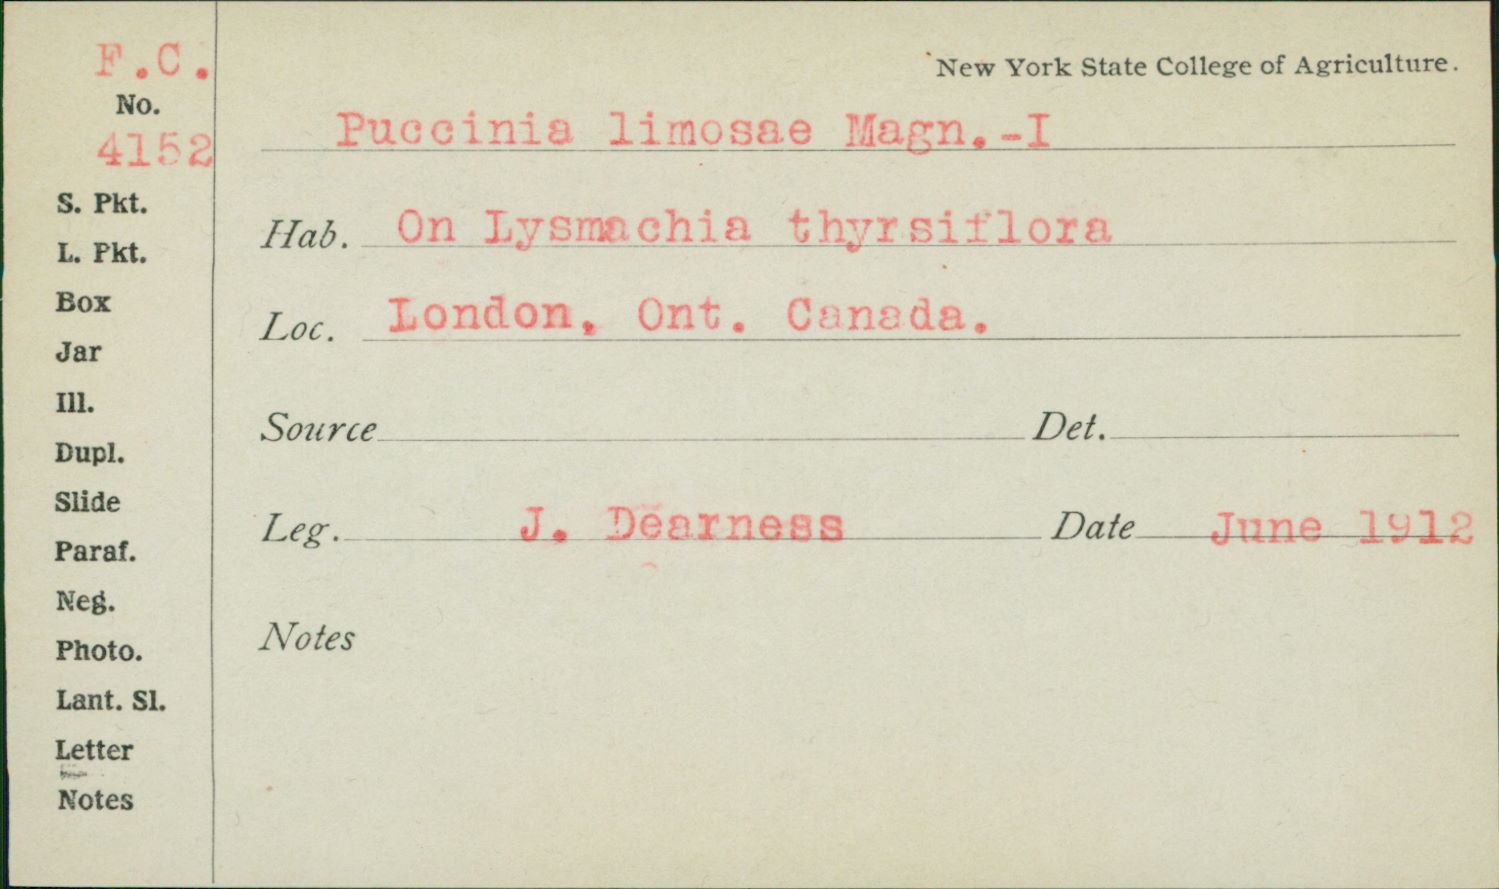 F.C.
No.
4152
S. Pkt.
L. Pkt.
Box
Jar
Ill.
Dupl.
Slide
Paraf.
Neg.
Photo.
Lant. Sl.
Letter
Notes
New York State College of Agriculture.
Puccinia limosae Magn.-I
Hab. On Lysmachia thyrsiflora
Loc. London, Ont. Canada.
Source Det.
Leg. J. Dearness Date June 1912
Notes